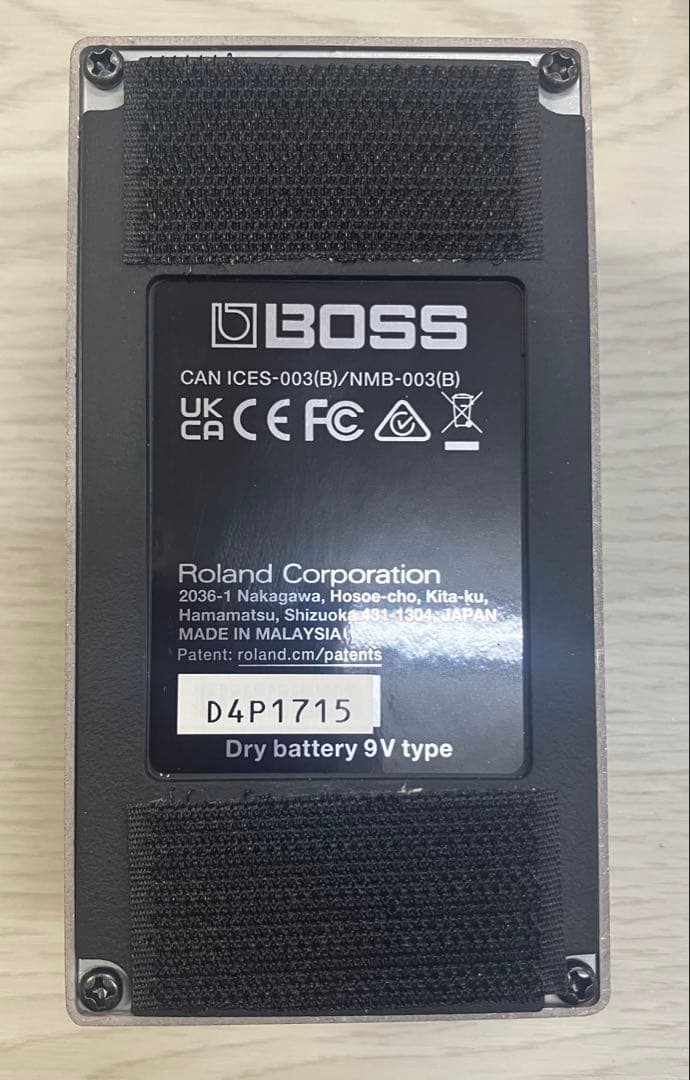 BOSS
CAN ICES-003(B)/NMB-003(B)
UK CA CE FC
Roland Corporation
2036-1 Nakagawa, Hosoe-cho, Kita-ku,
Hamamatsu, Shizuoka 431-1304, JAPAN
MADE IN MALAYSIA
Patent: roland.cm/patents
D4P1715
Dry battery 9V type